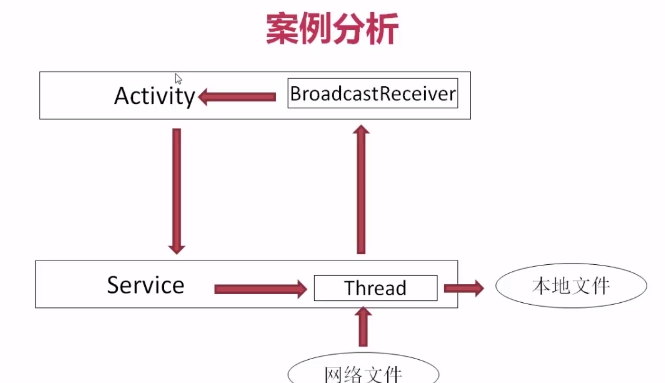 案例分析
Activity
BroadcastReceiver
Service
Thread
本地文件
网络文件